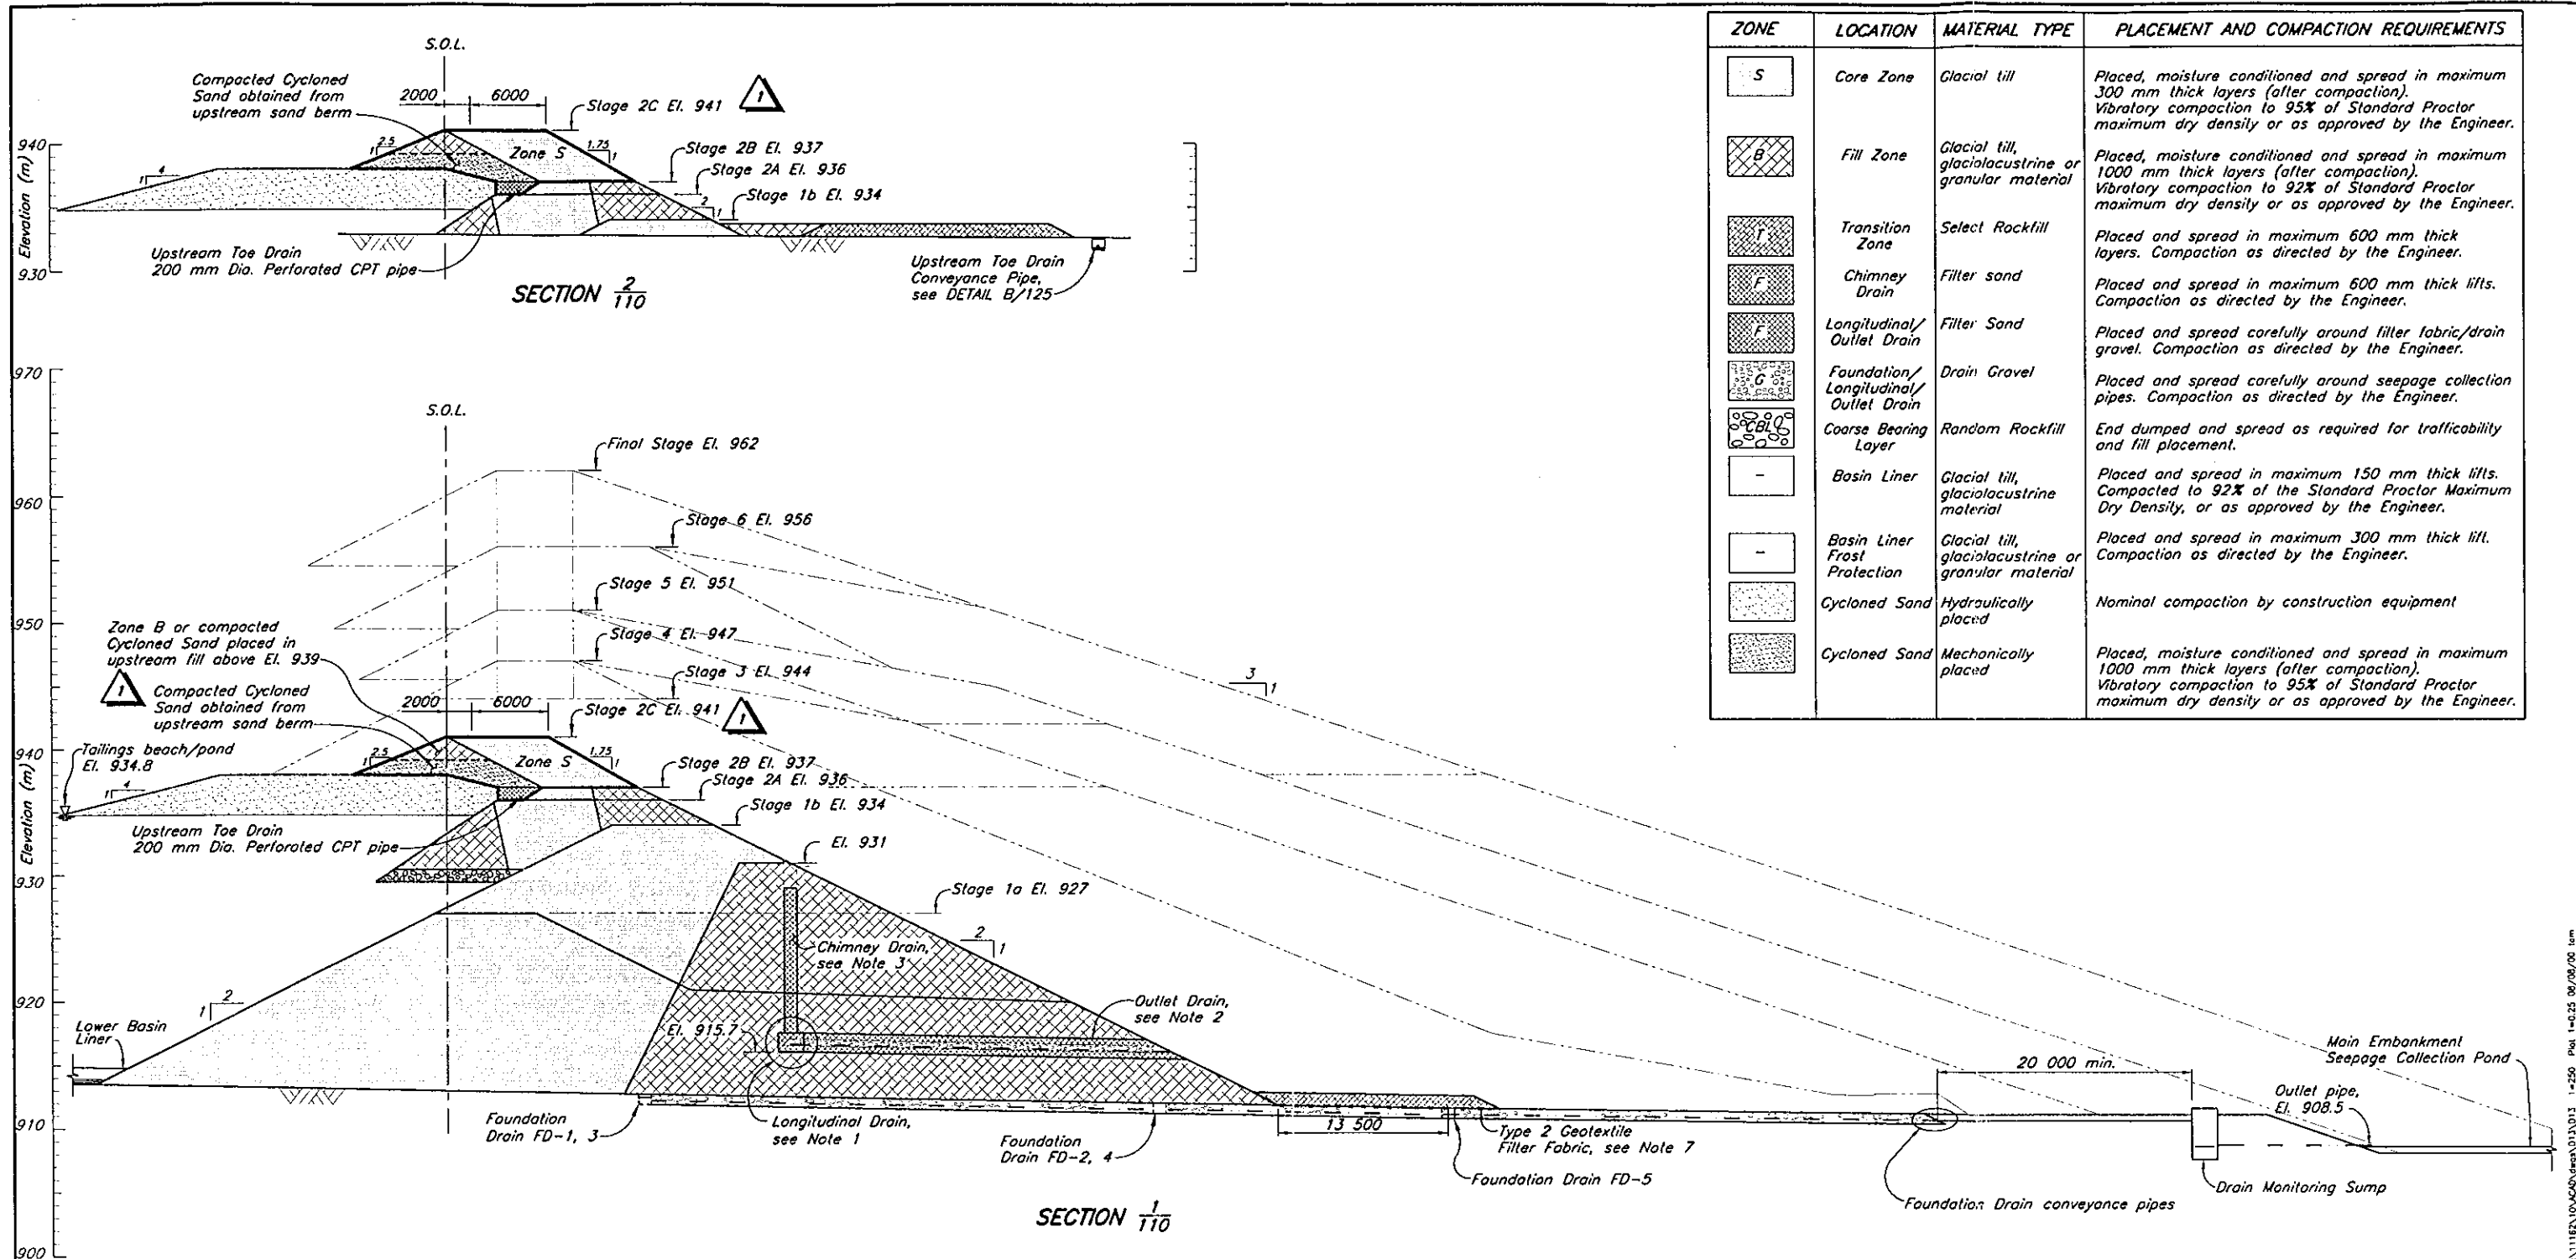 S.O.L.
Compacted Cycloned
Sand obtained from
upstream sand berm
2000
6000
Stage 2C El. 941
1
2.5
1
Zone S
1.75
1
Stage 2B El. 937
Stage 2A El. 936
Stage 1b El. 934
4
1
2
1
940
Elevation (m)
930
Upstream Toe Drain
200 mm Dia. Perforated CPT pipe
Upstream Toe Drain
Conveyance Pipe,
see DETAIL B/125
SECTION 2/110
ZONE LOCATION MATERIAL TYPE PLACEMENT AND COMPACTION REQUIREMENTS
S Core Zone Glacial till Placed, moisture conditioned and spread in maximum
300 mm thick layers (after compaction).
Vibratory compaction to 95% of Standard Proctor
maximum dry density or as approved by the Engineer.
B Fill Zone Glacial till,
glaciolacustrine or
granular material
Placed, moisture conditioned and spread in maximum
1000 mm thick layers (after compaction).
Vibratory compaction to 92% of Standard Proctor
maximum dry density or as approved by the Engineer.
T Transition
Zone
Select Rockfill
Placed and spread in maximum 600 mm thick
layers. Compaction as directed by the Engineer.
F Chimney
Drain
Filter sand
Placed and spread in maximum 600 mm thick lifts.
Compaction as directed by the Engineer.
F Longitudinal/
Outlet Drain
Filter Sand
Placed and spread carefully around filter fabric/drain
gravel. Compaction as directed by the Engineer.
G Foundation/
Longitudinal/
Outlet Drain
Drain Gravel
Placed and spread carefully around seepage collection
pipes. Compaction as directed by the Engineer.
CBL Coarse Bearing
Layer
Random Rockfill
End dumped and spread as required for trafficability
and fill placement.
- Basin Liner
Glacial till,
glaciolacustrine
material
Placed and spread in maximum 150 mm thick lifts.
Compacted to 92% of the Standard Proctor Maximum
Dry Density, or as approved by the Engineer.
- Basin Liner
Frost
Protection
Glacial till,
glaciolacustrine or
granular material
Placed and spread in maximum 300 mm thick lift.
Compaction as directed by the Engineer.
Cycloned Sand
Hydraulically
placed
Nominal compaction by construction equipment
Cycloned Sand
Mechanically
placed
Placed, moisture conditioned and spread in maximum
1000 mm thick layers (after compaction).
Vibratory compaction to 95% of Standard Proctor
maximum dry density or as approved by the Engineer.
970
960
950
940
Elevation (m)
930
920
910
900
S.O.L.
Final Stage El. 962
Stage 6 El. 956
Stage 5 El. 951
Stage 4 El. 947
Stage 3 El. 944
Zone B or compacted
Cycloned Sand placed in
upstream fill above El. 939
1
Compacted Cycloned
Sand obtained from
upstream sand berm
2000
6000
Stage 2C El. 941
1
3
1
Tailings beach/pond
El. 934.8
2.5
1
Zone S
1.75
1
4
1
Stage 2B El. 937
Stage 2A El. 936
Stage 1b El. 934
Upstream Toe Drain
200 mm Dia. Perforated CPT pipe
El. 931
Stage 1a El. 927
2
1
Chimney Drain,
see Note 3
2
1
Outlet Drain,
see Note 2
El. 915.7
Lower Basin
Liner
Main Embankment
Seepage Collection Pond
20 000 min.
Outlet pipe,
El. 908.5
Foundation
Drain FD-1, 3
Longitudinal Drain,
see Note 1
Foundation
Drain FD-2, 4
13 500
Type 2 Geotextile
Filter Fabric, see Note 7
Foundation Drain FD-5
Foundation Drain conveyance pipes
Drain Monitoring Sump
SECTION 1/110